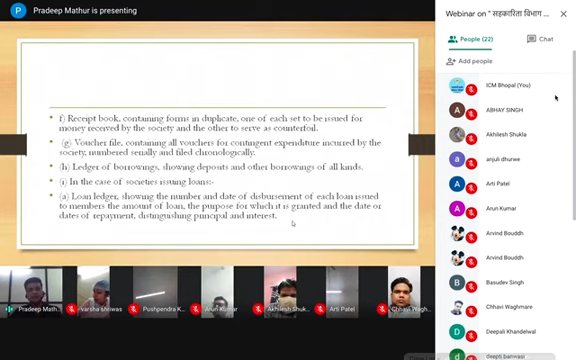 P Pradeep Mathur is presenting
f) Receipt book, containing forms in duplicate, one of each set to be issued for
money received by the society and the other to serve as counterfoil.
(g) Voucher file, containing all vouchers for contingent expenditure incurred by the
society, numbered serially and filed chronologically.
(h) Ledger of borrowings, showing deposits and other borrowings of all kinds.
(i) In the case of societies issuing loans:-
(a) Loan ledger, showing the number and date of disbursement of each loan issued
to members the amount of loan, the purpose for which it is granted and the date or
dates of repayment, distinguishing principal and interest.
Pradeep Math...
varsha shriwas
Pushpendra K...
Arun Kumar
Akhilesh Shuk...
Arti Patel
Chhavi Wagh...
Webinar on " सहकारिता विभाग ...
People (22)
Chat
Add people
ICM Bhopal (You)
A ABHAY SINGH
Akhilesh Shukla
a anjuli dhurwe
A Arti Patel
A Arun Kumar
Arvind Bouddh
Arvind Bouddh
B Basudev Singh
Chhavi Waghmare
D Deepali Khandelwal
d deepti banwasi